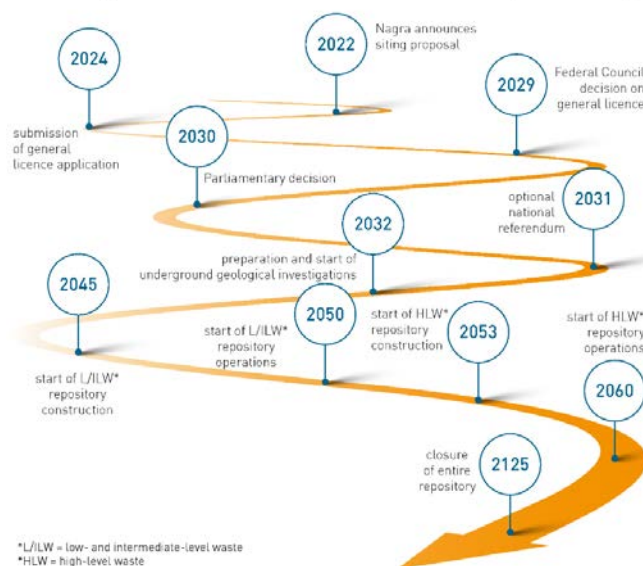 2022
Nagra announces
siting proposal
2024
submission
of general
licence application
2029
Federal Council
decision on
general licence
2030
Parliamentary decision
2031
optional
national
referendum
2032
preparation and start of
underground geological investigations
2045
start of L/ILW*
repository
construction
2050
start of L/ILW*
repository
operations
2053
start of HLW*
repository
construction
2060
start of HLW*
repository
operations
2125
closure
of entire
repository
*L/ILW = low- and intermediate-level waste
*HLW = high-level waste